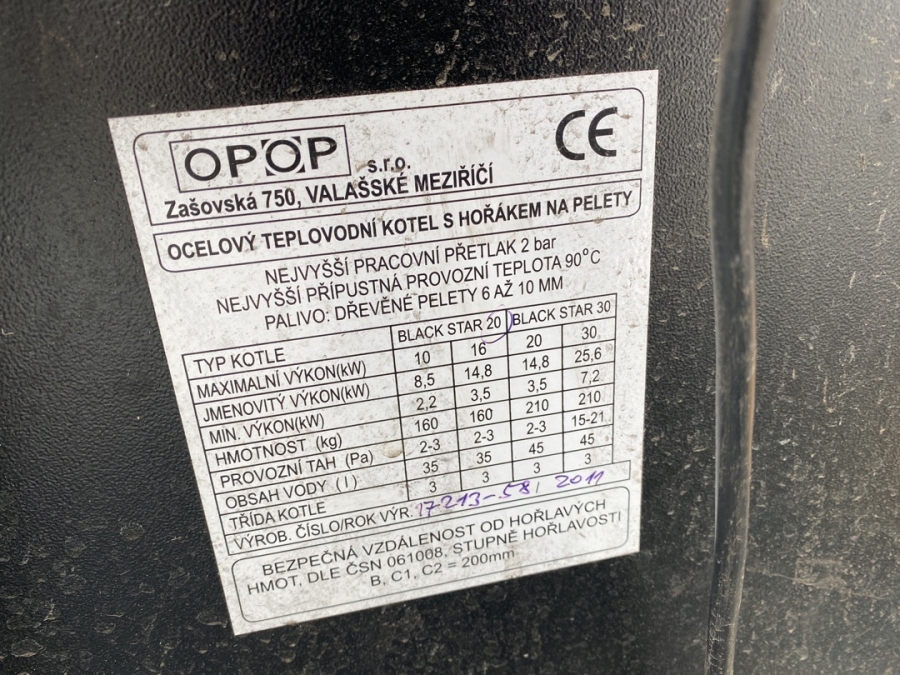 OPOP s.r.o.
CE
Zašovská 750, VALAŠSKÉ MEZIŘÍČÍ
OCELOVÝ TEPLOVODNÍ KOTEL S HOŘÁKEM NA PELETY
NEJVYŠŠÍ PRACOVNÍ PŘETLAK 2 bar
NEJVYŠŠÍ PŘÍPUSTNÁ PROVOZNÍ TEPLOTA 90°C
PALIVO: DŘEVĚNÉ PELETY 6 AŽ 10 MM
TYP KOTLE BLACK STAR 20 BLACK STAR 30
MAXIMALNÍ VÝKON(kW) 10 16 20 30
JMENOVITÝ VÝKON(kW) 8,5 14,8 14,8 25,6
MIN. VÝKON(kW) 2,2 3,5 3,5 7,2
HMOTNOST (kg) 160 160 210 210
PROVOZNÍ TAH (Pa) 2-3 2-3 2-3 15-21
OBSAH VODY ( l ) 35 35 45 45
TŘÍDA KOTLE 3 3 3 3
VÝROB. ČÍSLO/ROK VÝR. 17213-58/ 2011
BEZPEČNÁ VZDÁLENOST OD HOŘLAVÝCH
HMOT, DLE ČSN 061008, STUPNĚ HOŘLAVOSTI
B, C1, C2 = 200mm